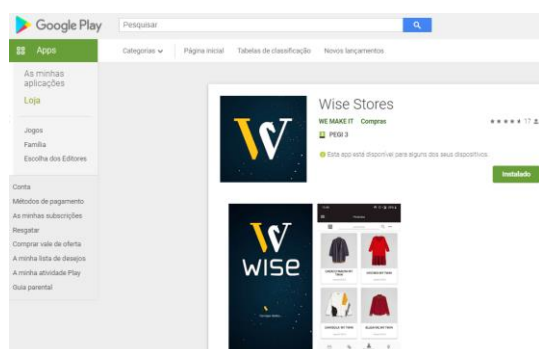 Google Play
Pesquisar
Apps
Categorias
Página inicial
Tabelas de classificação
Novos lançamentos
As minhas
aplicações
Loja
Jogos
Família
Escolha dos Editores
Conta
Métodos de pagamento
As minhas subscrições
Resgatar
Comprar vale de oferta
A minha lista de desejos
A minha atividade Play
Guia parental
Wise Stores
WE MAKE IT Compras
17
PEGI 3
Esta app está disponível para alguns dos seus dispositivos.
Instalado
WISE